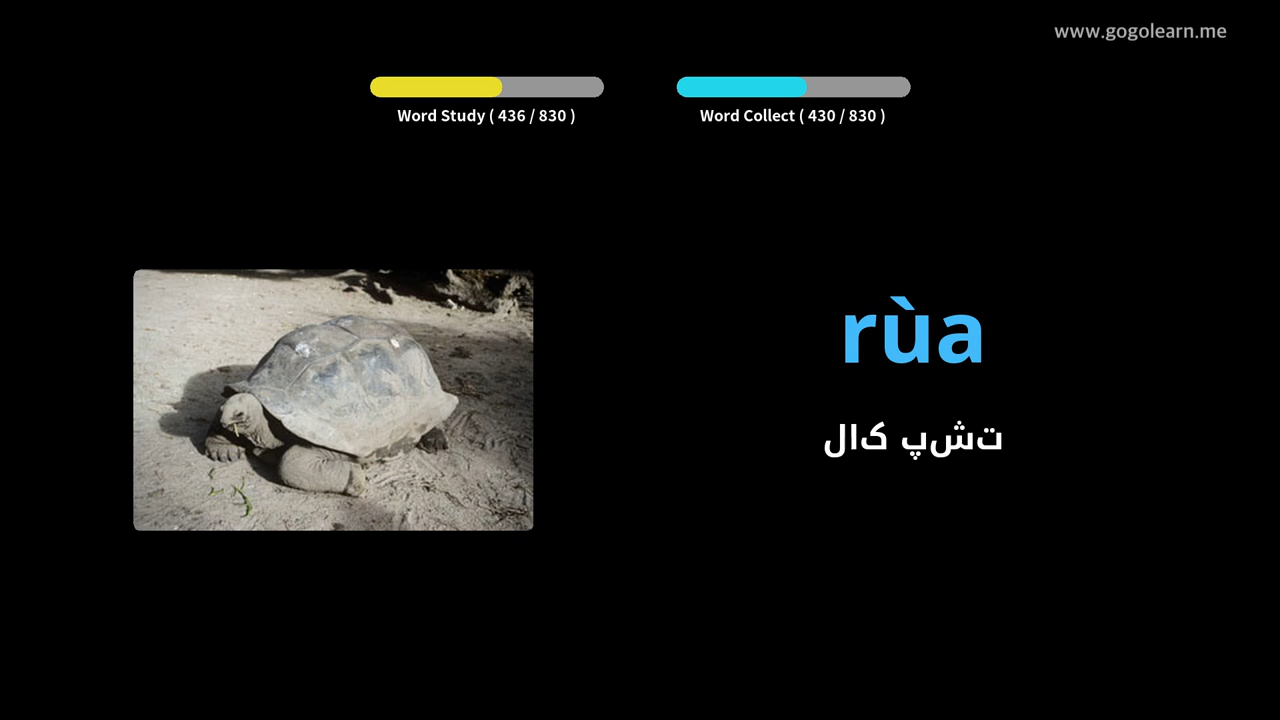 www.gogolearn.me
Word Study ( 436 / 830 )
Word Collect ( 430 / 830 )
rùa
تشپ کال